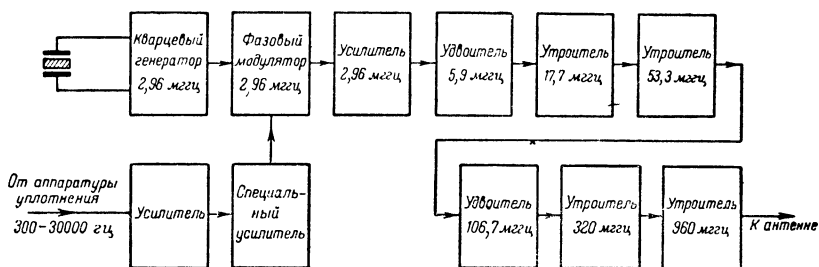 Кварцевый
генератор
2,96 мггц
Фазовый
модулятор
2,96 мггц
Усилитель
2,96 мггц
Удвоитель
5,9 мггц
Утроитель
17,7 мггц
Утроитель
53,3 мггц
От аппаратуры
уплотнения
300-30000 гц
Усилитель
Специаль-
ный
усилитель
Удвоитель
106,7 мггц
Утроитель
320 мггц
Утроитель
960 мггц
К антенне